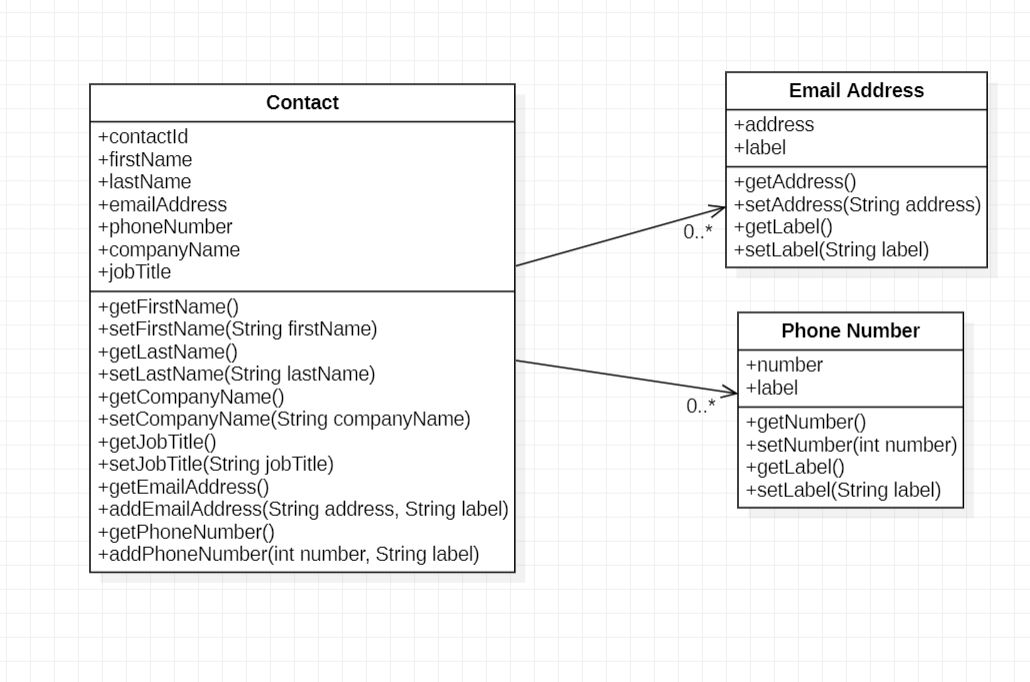 Contact
+contactId
+firstName
+lastName
+emailAddress
+phoneNumber
+companyName
+jobTitle
+getFirstName()
+setFirstName(String firstName)
+getLastName()
+setLastName(String lastName)
+getCompanyName()
+setCompanyName(String companyName)
+getJobTitle()
+setJobTitle(String jobTitle)
+getEmailAddress()
+addEmailAddress(String address, String label)
+getPhoneNumber()
+addPhoneNumber(int number, String label)
0..*
Email Address
+address
+label
+getAddress()
+setAddress(String address)
+getLabel()
+setLabel(String label)
0..*
Phone Number
+number
+label
+getNumber()
+setNumber(int number)
+getLabel()
+setLabel(String label)